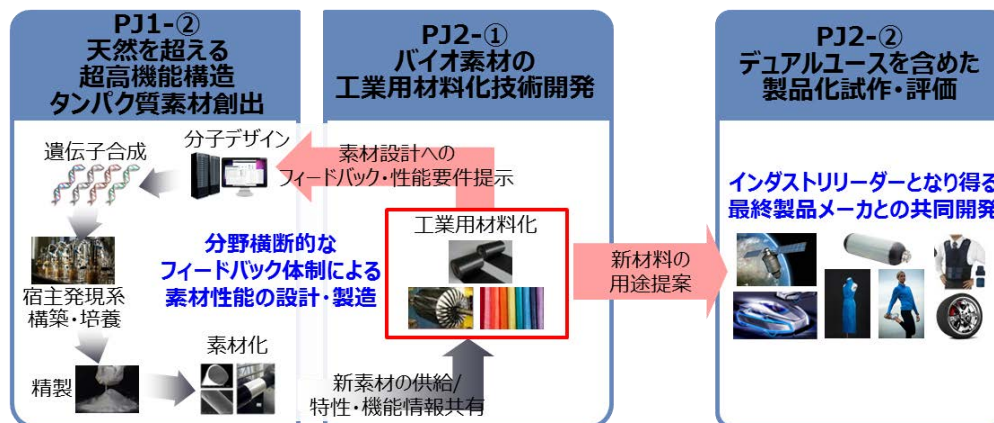 PJ1-②
天然を超える
超高機能構造
タンパク質素材創出
分子デザイン
遺伝子合成
宿主発現系
構築・培養
精製
素材化
分野横断的な
フィードバック体制による
素材性能の設計・製造
PJ2-①
バイオ素材の
工業用材料化技術開発
素材設計への
フィードバック・性能要件提示
工業用材料化
新素材の供給/
特性・機能情報共有
新材料の
用途提案
PJ2-②
デュアルユースを含めた
製品化試作・評価
インダストリリーダーとなり得る
最終製品メーカとの共同開発